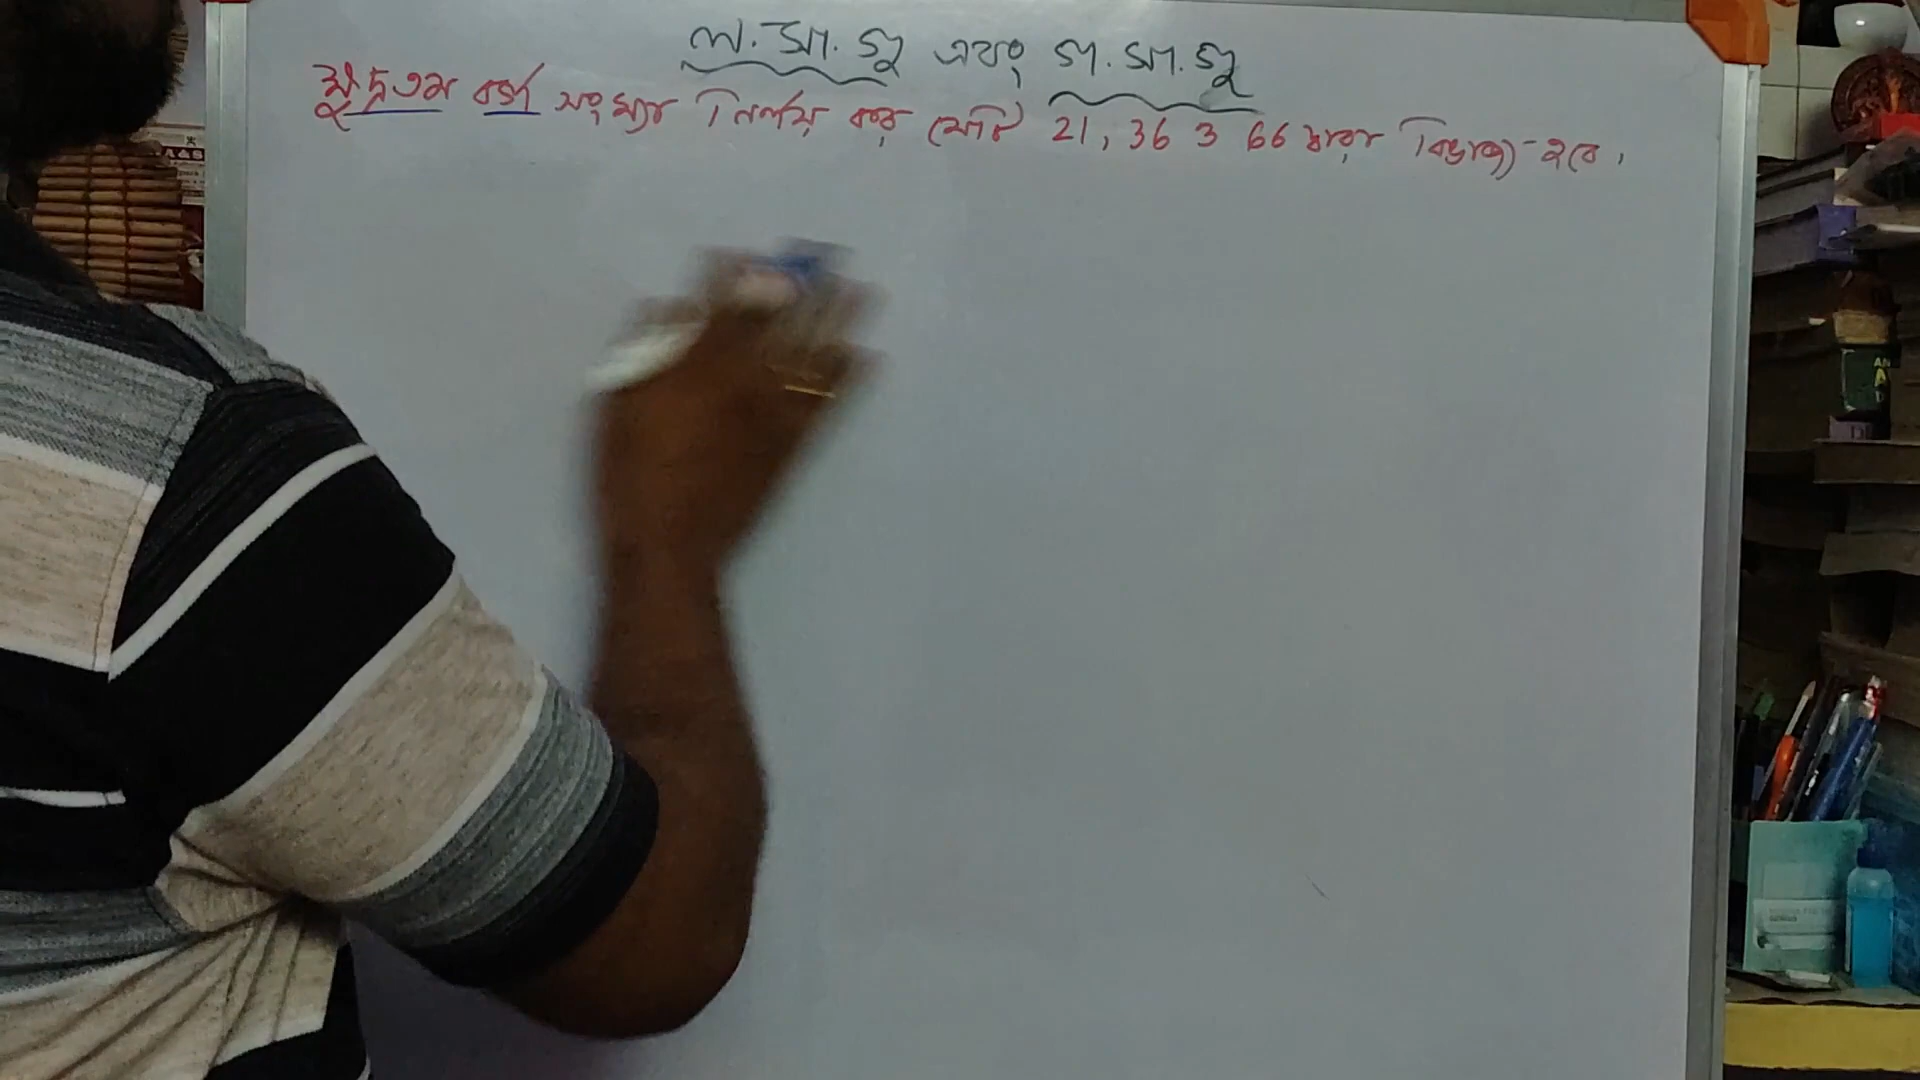 ল.সা.গু এবং গ.সা.গু
ক্ষুদ্রতম বর্গ সংখ্যা নির্ণয় কর যেটি 21, 36 ও 66 দ্বারা বিভাজ্য হবে।